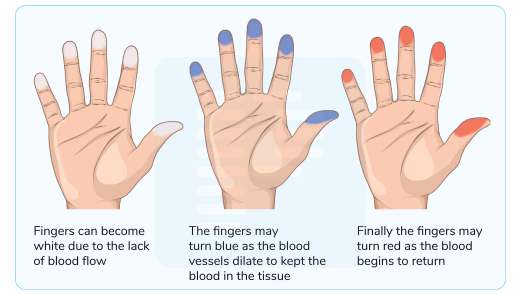 Fingers can become
white due to the lack
of blood flow
The fingers may
turn blue as the blood
vessels dilate to kept the
blood in the tissue
Finally the fingers may
turn red as the blood
begins to return